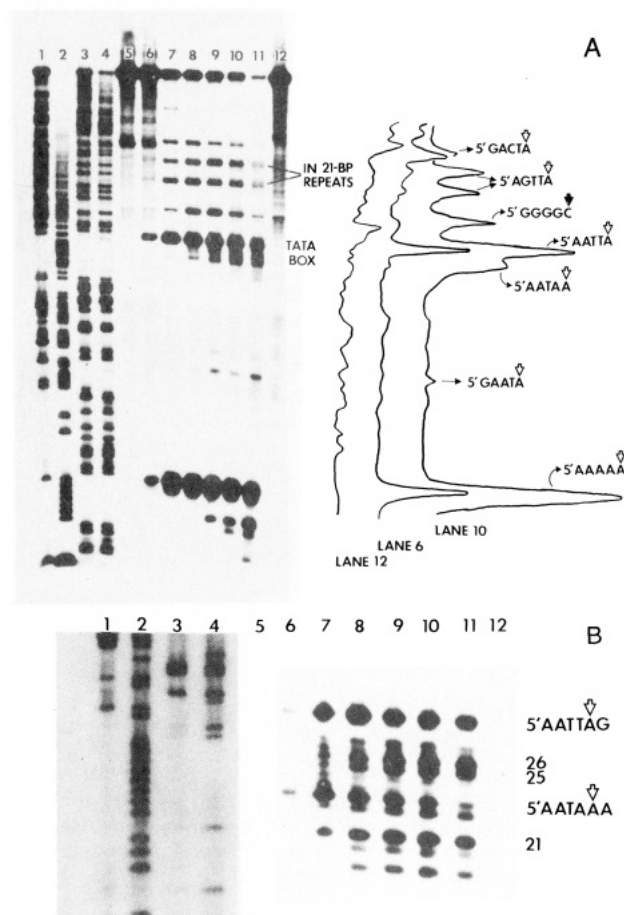 A
1 2 3 4 5 6 7 8 9 10 11 12
IN 21-BP
REPEATS
TATA
BOX
5'GACTA
5'AGTTA
5'GGGGC
5'AATTA
5'AATAA
5'GAATA
5'AAAAA
LANE 12
LANE 6
LANE 10
B
1 2 3 4 5 6 7 8 9 10 11 12
5'AATTAG
26
25
5'AATAAA
21